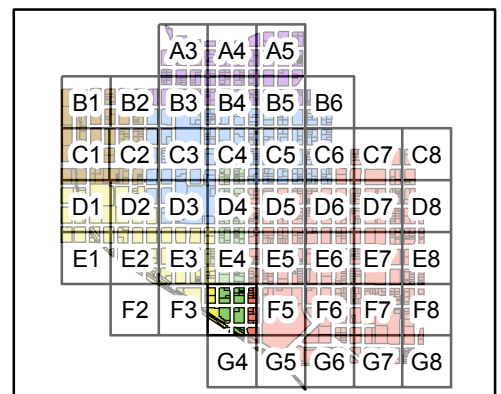 A3 A4 A5
B1 B2 B3 B4 B5 B6
C1 C2 C3 C4 C5 C6 C7 C8
D1 D2 D3 D4 D5 D6 D7 D8
E1 E2 E3 E4 E5 E6 E7 E8
F2 F3 F5 F6 F7 F8
G4 G5 G6 G7 G8